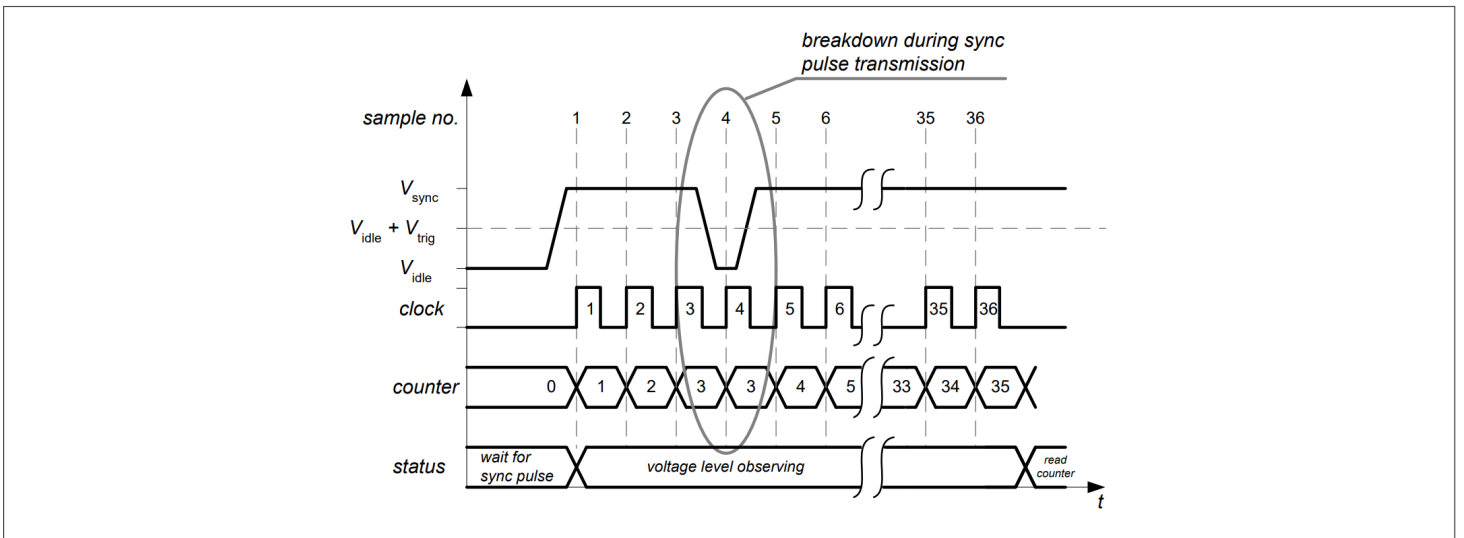 breakdown during sync
pulse transmission
sample no. 1 2 3 4 5 6 35 36
Vsync
Vidle + Vtrig
Vidle
clock 1 2 3 4 5 6 35 36
counter 0 1 2 3 3 4 5 33 34 35
status wait for sync pulse voltage level observing read counter
t